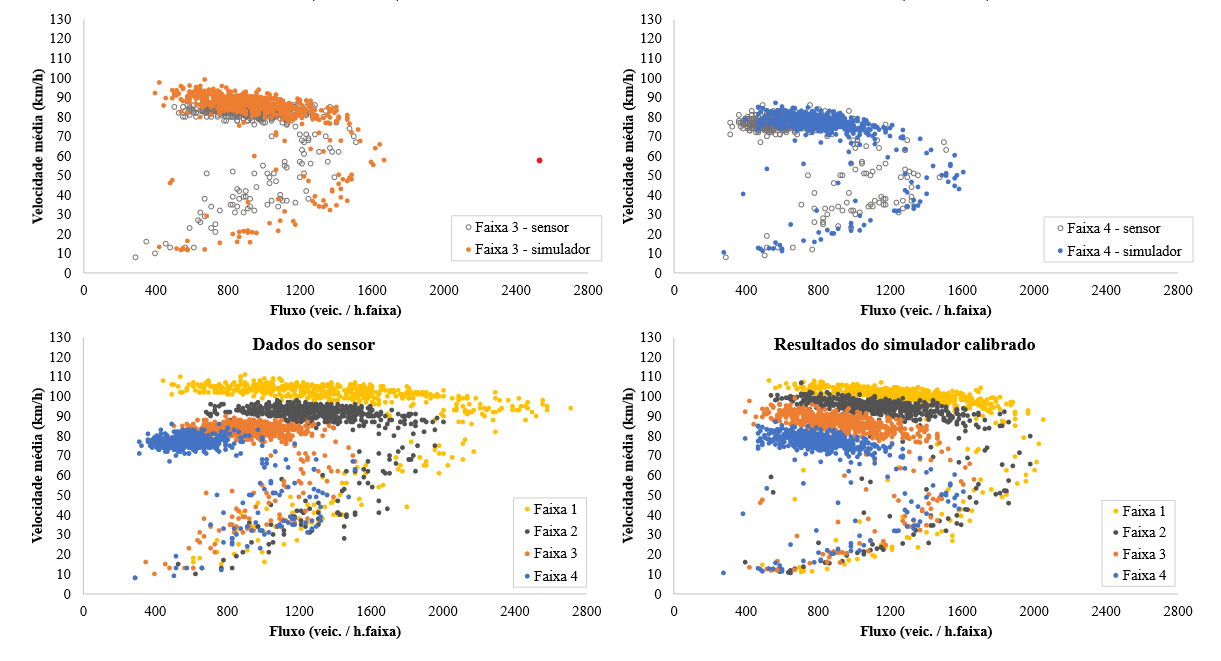 130
120
110
100
90
80
70
60
50
40
30
20
10
0
Velocidade média (km/h)
0 400 800 1200 1600 2000 2400 2800
Fluxo (veic. / h.faixa)
Faixa 3 - sensor
Faixa 3 - simulador
130
120
110
100
90
80
70
60
50
40
30
20
10
0
Velocidade média (km/h)
0 400 800 1200 1600 2000 2400 2800
Fluxo (veic. / h.faixa)
Faixa 4 - sensor
Faixa 4 - simulador
Dados do sensor
130
120
110
100
90
80
70
60
50
40
30
20
10
0
Velocidade média (km/h)
0 400 800 1200 1600 2000 2400 2800
Fluxo (veic. / h.faixa)
Faixa 1
Faixa 2
Faixa 3
Faixa 4
Resultados do simulador calibrado
130
120
110
100
90
80
70
60
50
40
30
20
10
0
Velocidade média (km/h)
0 400 800 1200 1600 2000 2400 2800
Fluxo (veic. / h.faixa)
Faixa 1
Faixa 2
Faixa 3
Faixa 4